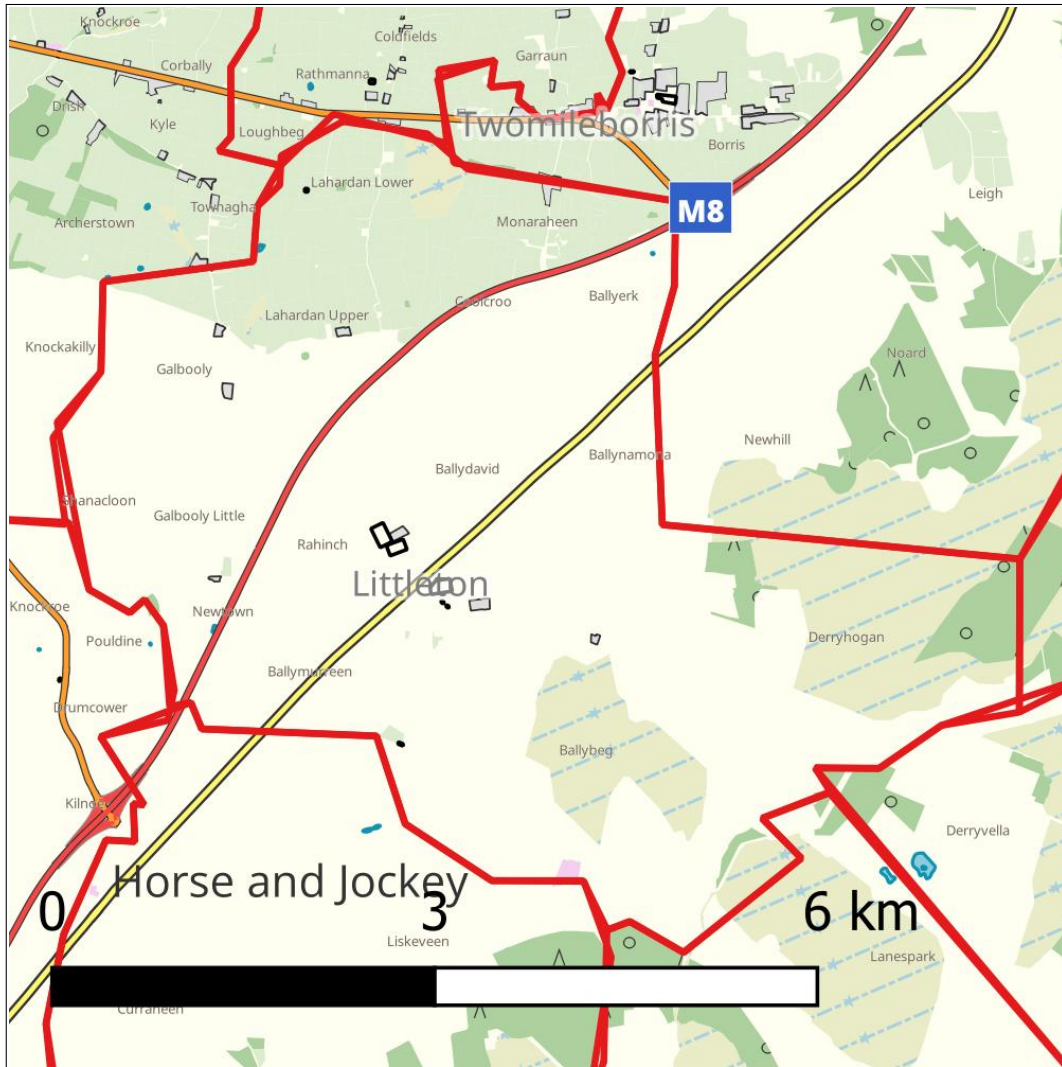 Knockroe
Coldfields
Garraun
Corbally
Rathmanna
Drish
Kyle
Loughbeg
Twomileborris
Borris
Lahardan Lower
Leigh
Archerstown
Townagha
M8
Monaraheen
Coolcroo
Ballyerk
Lahardan Upper
Knockakilly
Galbooly
Noard
Newhill
Ballydavid
Ballynamona
Shanacloon
Galbooly Little
Rahinch
Littleton
Knockroe
Newtown
Pouldine
Derryhogan
Ballymurreen
Drumcower
Ballybeg
Kilnoe
Derryvella
Horse and Jockey
0 3 6 km
Liskeveen
Lanespark
Curraheen